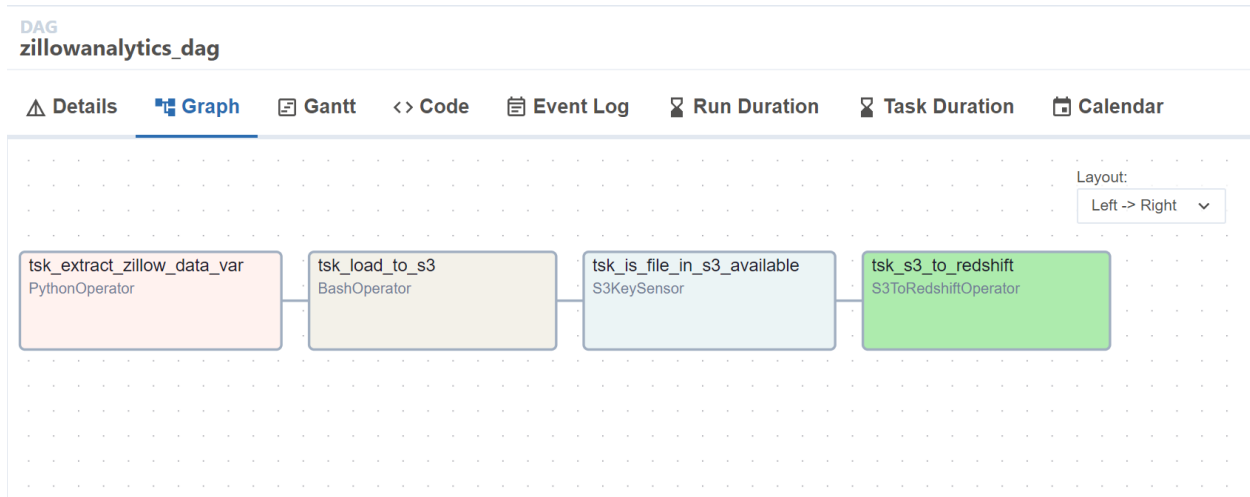 DAG
zillowanalytics_dag
Details Graph Gantt Code Event Log Run Duration Task Duration Calendar
Layout:
Left -> Right
tsk_extract_zillow_data_var
PythonOperator
tsk_load_to_s3
BashOperator
tsk_is_file_in_s3_available
S3KeySensor
tsk_s3_to_redshift
S3ToRedshiftOperator